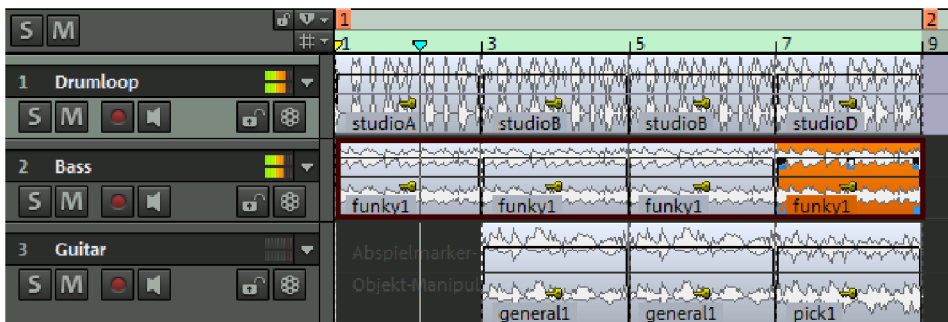 S M 1 2
1 3 5 7 9
1 Drumloop
S M
studioA studioB studioB studioD
2 Bass
S M
funky1 funky1 funky1 funky1
3 Guitar
Abspielmarker-
S M
Objekt-Manipul
general1 general1 pick1